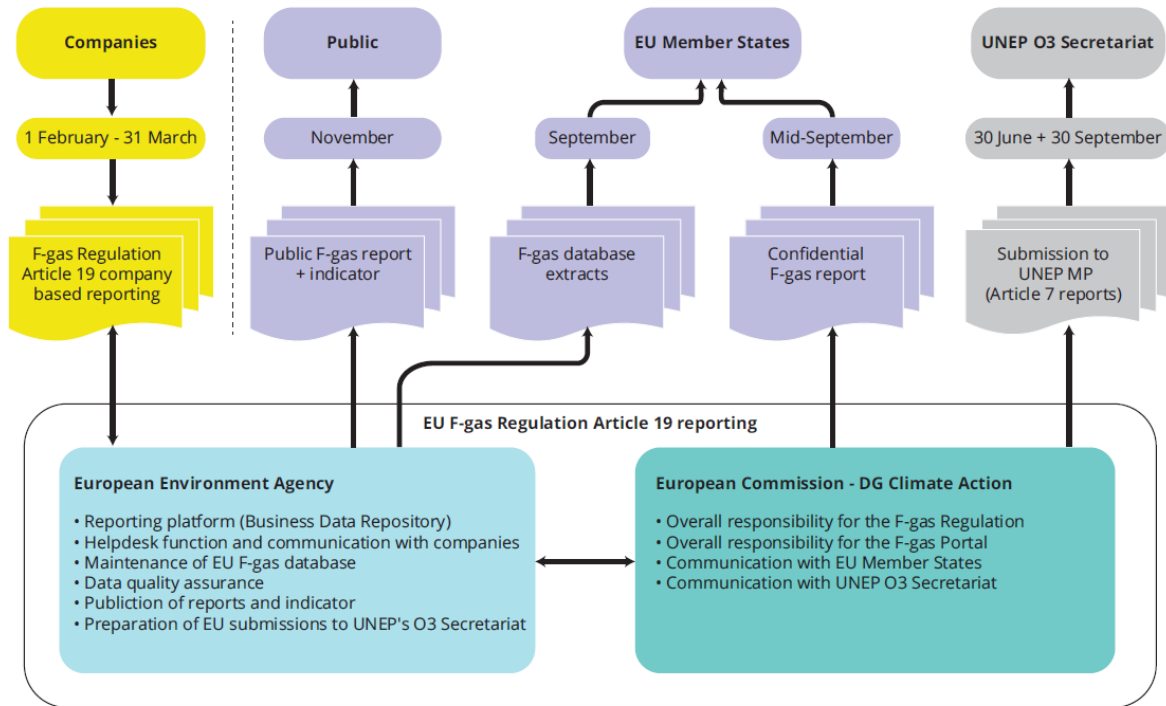 Companies
Public
EU Member States
UNEP O3 Secretariat
1 February - 31 March
November
September
Mid-September
30 June + 30 September
F-gas Regulation
Article 19 company
based reporting
Public F-gas report
+ indicator
F-gas database
extracts
Confidential
F-gas report
Submission to
UNEP MP
(Article 7 reports)
EU F-gas Regulation Article 19 reporting
European Environment Agency
• Reporting platform (Business Data Repository)
• Helpdesk function and communication with companies
• Maintenance of EU F-gas database
• Data quality assurance
• Publiction of reports and indicator
• Preparation of EU submissions to UNEP's O3 Secretariat
European Commission - DG Climate Action
• Overall responsibility for the F-gas Regulation
• Overall responsibility for the F-gas Portal
• Communication with EU Member States
• Communication with UNEP O3 Secretariat